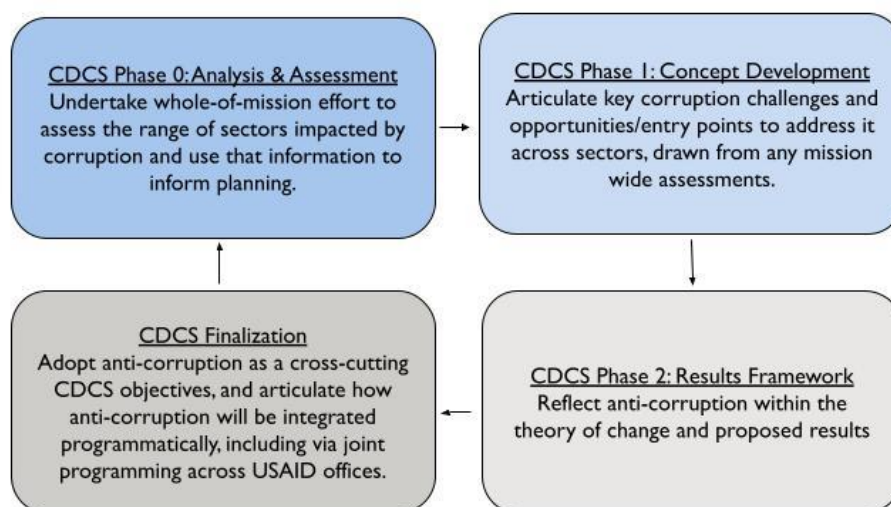 CDCS Phase 0: Analysis & Assessment
Undertake whole-of-mission effort to
assess the range of sectors impacted by
corruption and use that information to
inform planning.
CDCS Phase 1: Concept Development
Articulate key corruption challenges and
opportunities/entry points to address it
across sectors, drawn from any mission
wide assessments.
CDCS Phase 2: Results Framework
Reflect anti-corruption within the
theory of change and proposed results
CDCS Finalization
Adopt anti-corruption as a cross-cutting
CDCS objectives, and articulate how
anti-corruption will be integrated
programmatically, including via joint
programming across USAID offices.